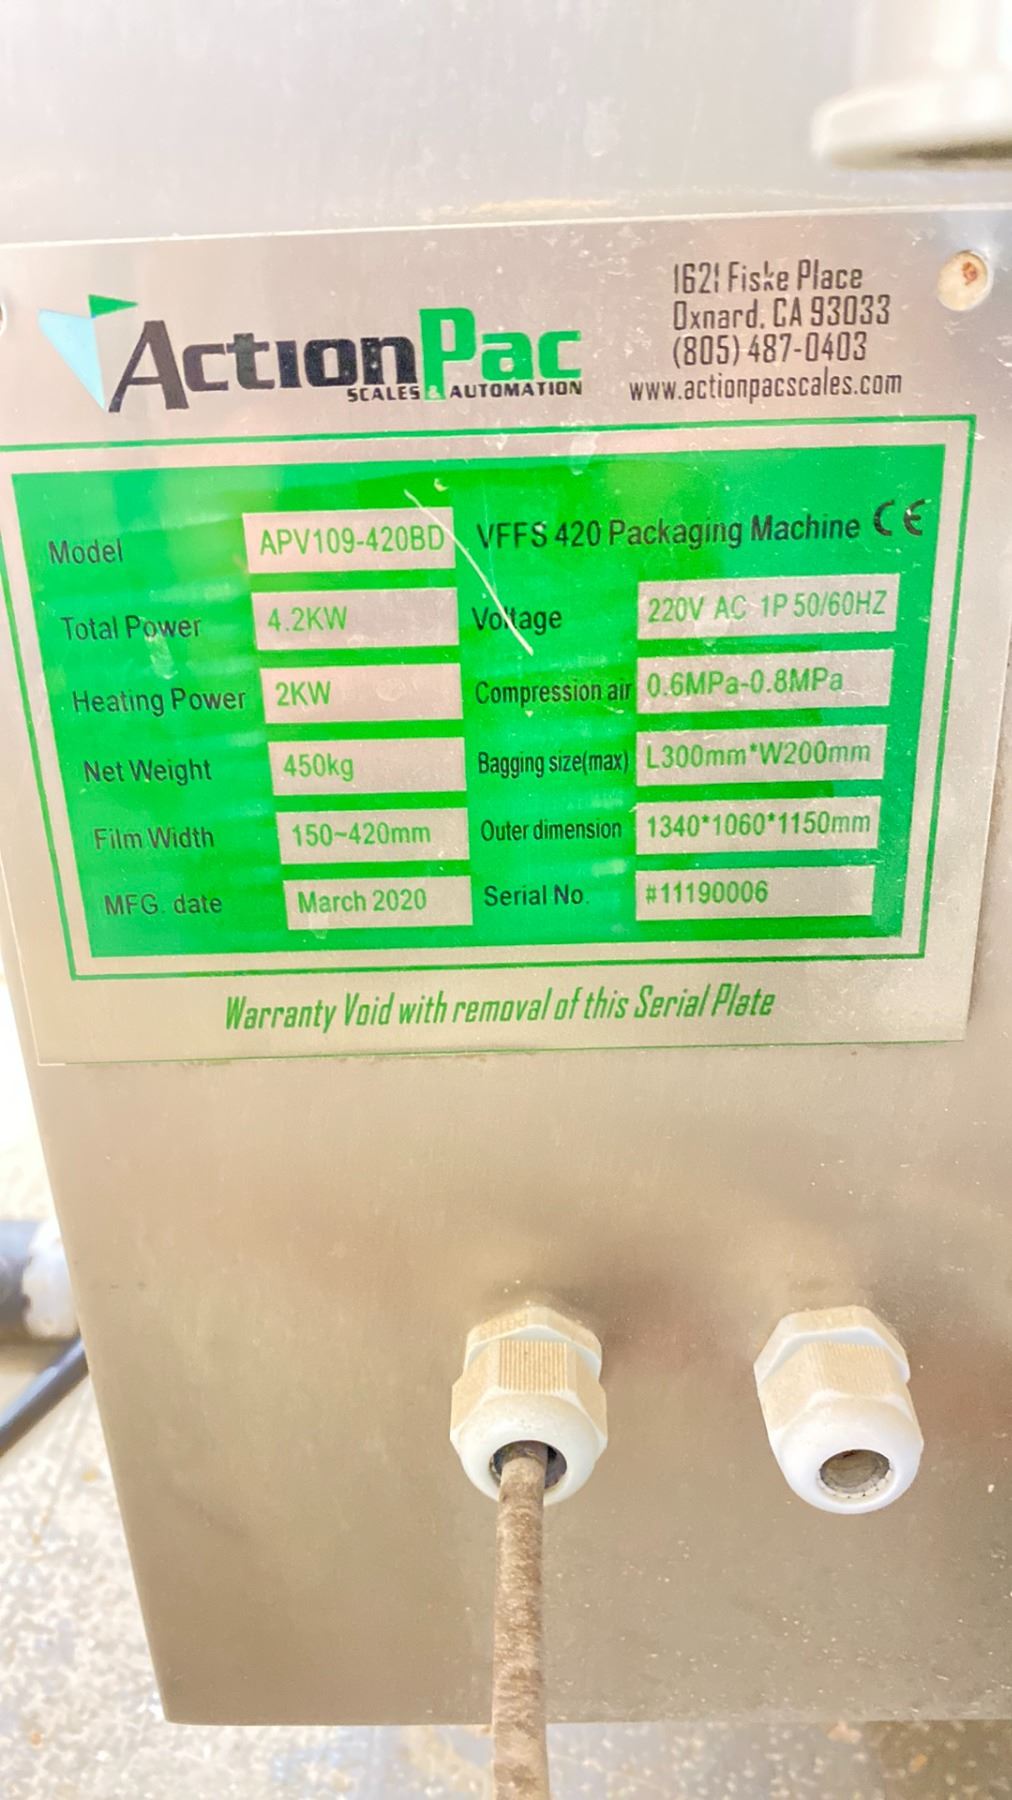 ActionPac
SCALES & AUTOMATION
1621 Fiske Place
Oxnard, CA 93033
(805) 487-0403
www.actionpacscales.com
Model APV109-420BD VFFS 420 Packaging Machine CE
Total Power 4.2KW Voltage 220V AC 1P 50/60HZ
Heating Power 2KW Compression air 0.6MPa-0.8MPa
Net Weight 450kg Bagging size(max) L300mm*W200mm
Film Width 150~420mm Outer dimension 1340*1060*1150mm
MFG. date March 2020 Serial No. #11190006
Warranty Void with removal of this Serial Plate